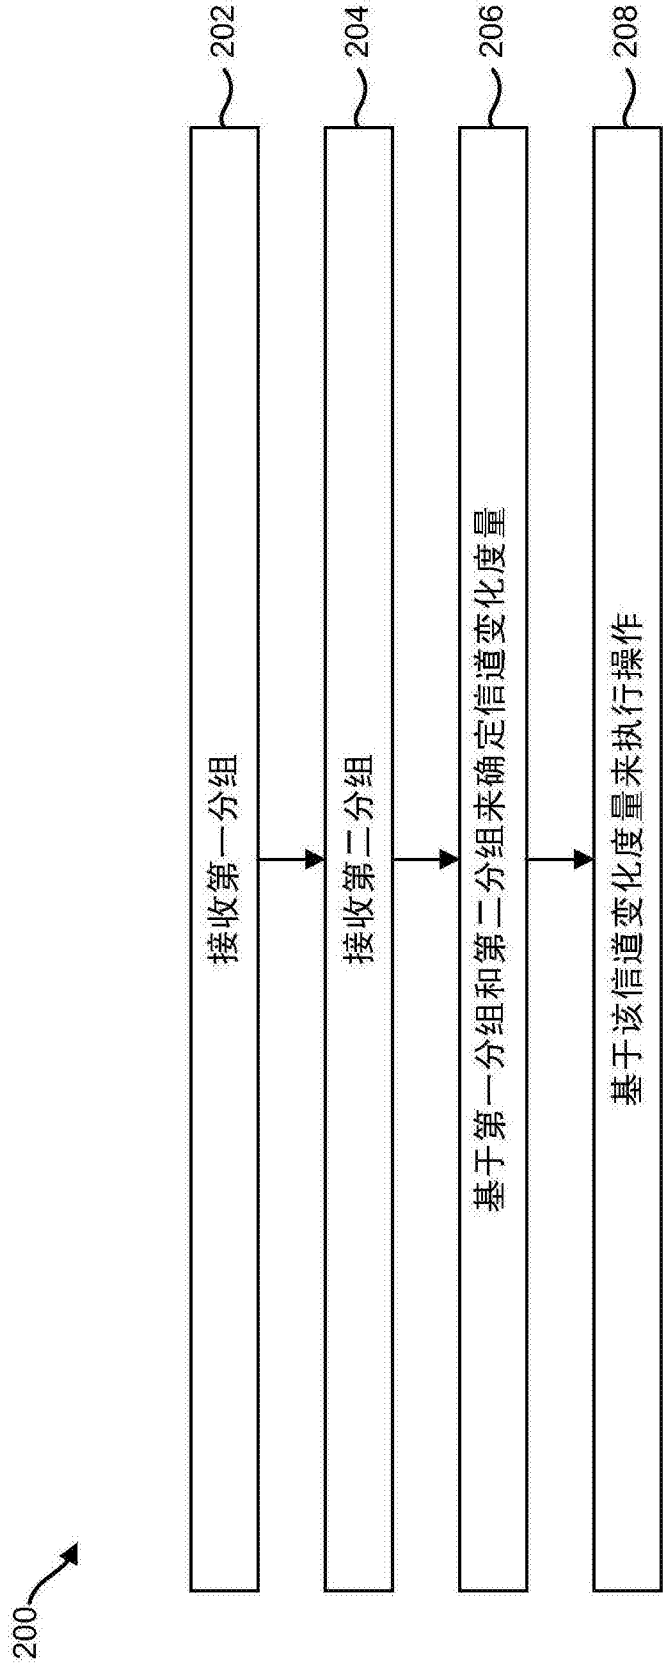 200
接收第一分组
202
接收第二分组
204
基于第一分组和第二分组来确定信道变化度量
206
基于该信道变化度量来执行操作
208